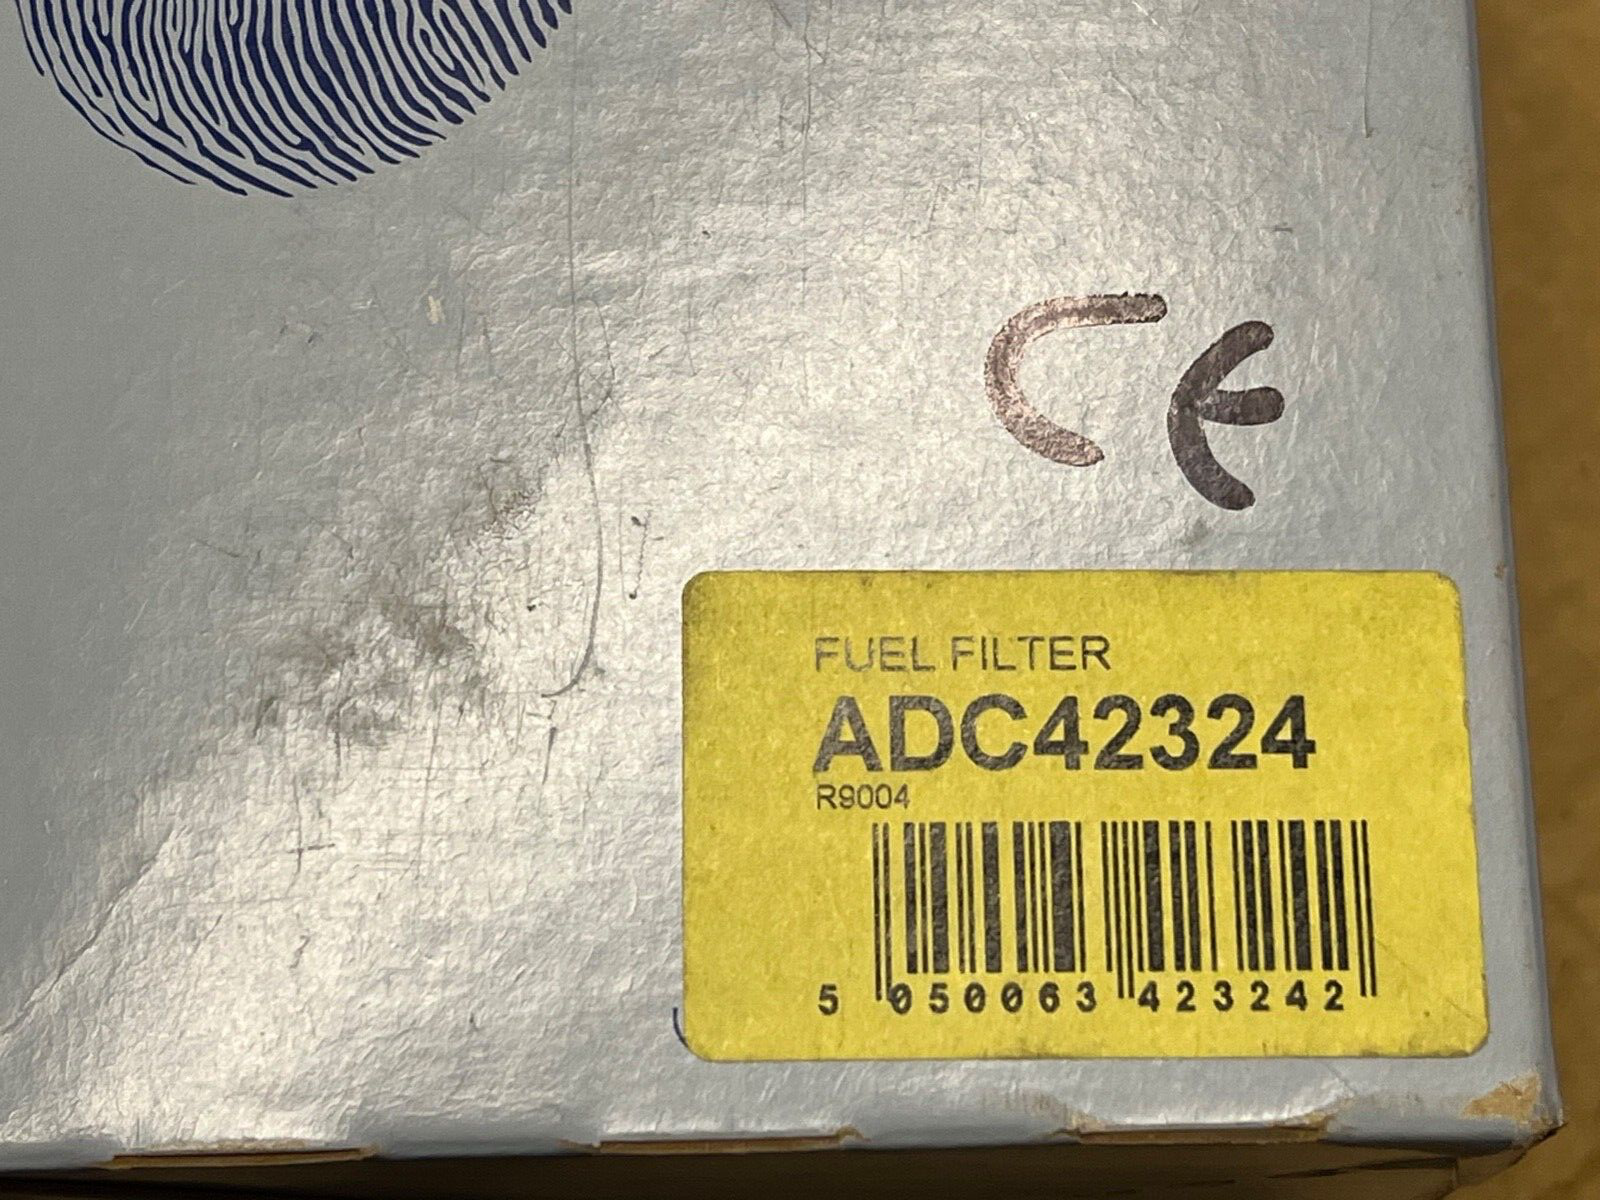 CE
FUEL FILTER
ADC42324
R9004
5 050063 423242